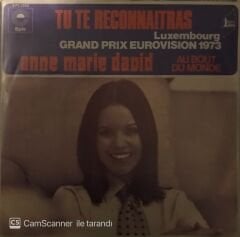 Epic
TU TE RECONNAITRAS
Luxembourg
GRAND PRIX EUROVISION 1973
anne marie david
AU BOUT
DU MONDE
CS CamScanner ile tarandı